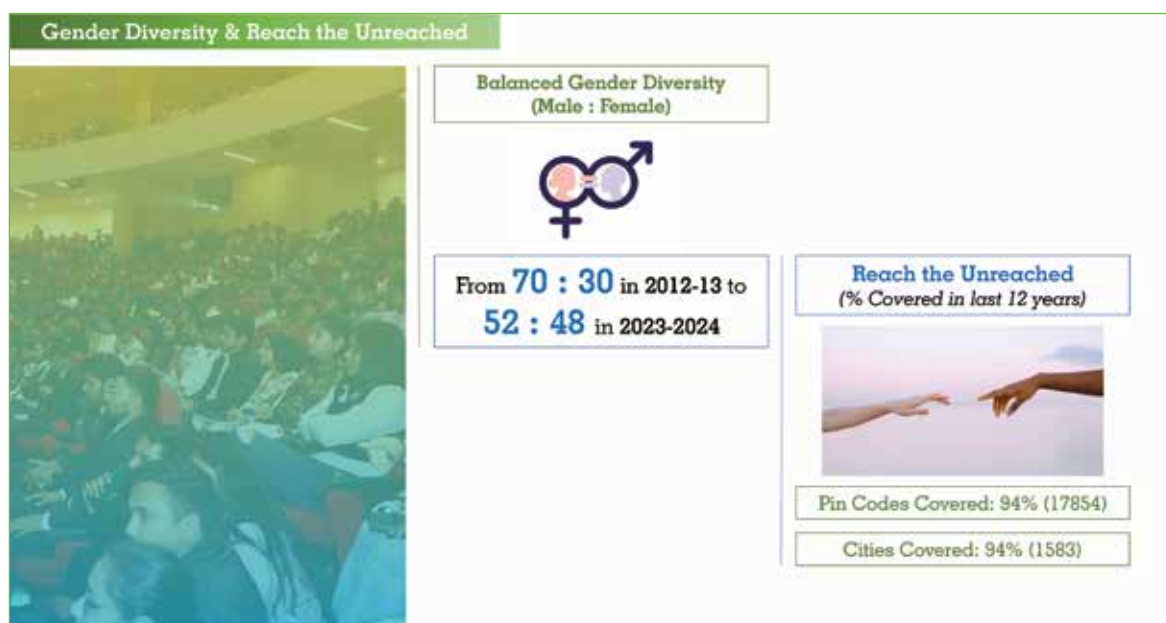 Gender Diversity & Reach the Unreached
Balanced Gender Diversity
(Male : Female)
From 70 : 30 in 2012-13 to
52 : 48 in 2023-2024
Reach the Unreached
(% Covered in last 12 years)
Pin Codes Covered: 94% (17854)
Cities Covered: 94% (1583)